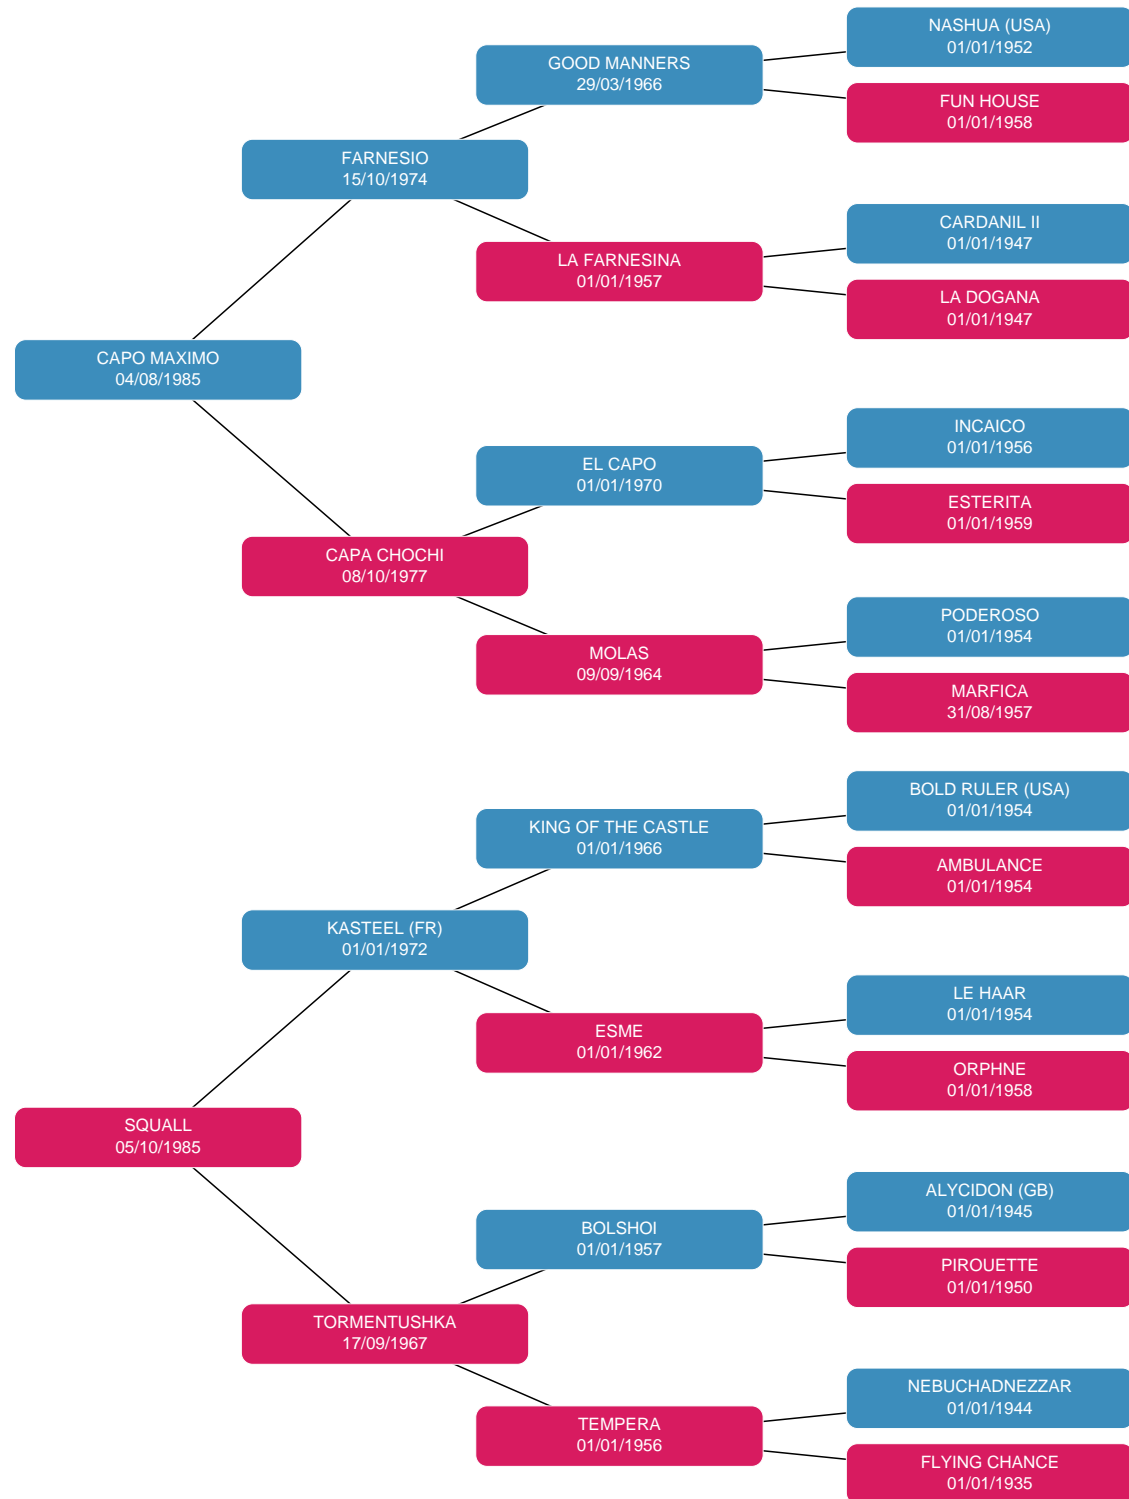 NASHUA (USA)
01/01/1952
GOOD MANNERS
29/03/1966
FUN HOUSE
01/01/1958
FARNESIO
15/10/1974
CARDANIL II
01/01/1947
LA FARNESINA
01/01/1957
LA DOGANA
01/01/1947
CAPO MAXIMO
04/08/1985
INCAICO
01/01/1956
EL CAPO
01/01/1970
ESTERITA
01/01/1959
CAPA CHOCHI
08/10/1977
PODEROSO
01/01/1954
MOLAS
09/09/1964
MARFICA
31/08/1957
BOLD RULER (USA)
01/01/1954
KING OF THE CASTLE
01/01/1966
AMBULANCE
01/01/1954
KASTEEL (FR)
01/01/1972
LE HAAR
01/01/1954
ESME
01/01/1962
ORPHNE
01/01/1958
SQUALL
05/10/1985
ALYCIDON (GB)
01/01/1945
BOLSHOI
01/01/1957
PIROUETTE
01/01/1950
TORMENTUSHKA
17/09/1967
NEBUCHADNEZZAR
01/01/1944
TEMPERA
01/01/1956
FLYING CHANCE
01/01/1935